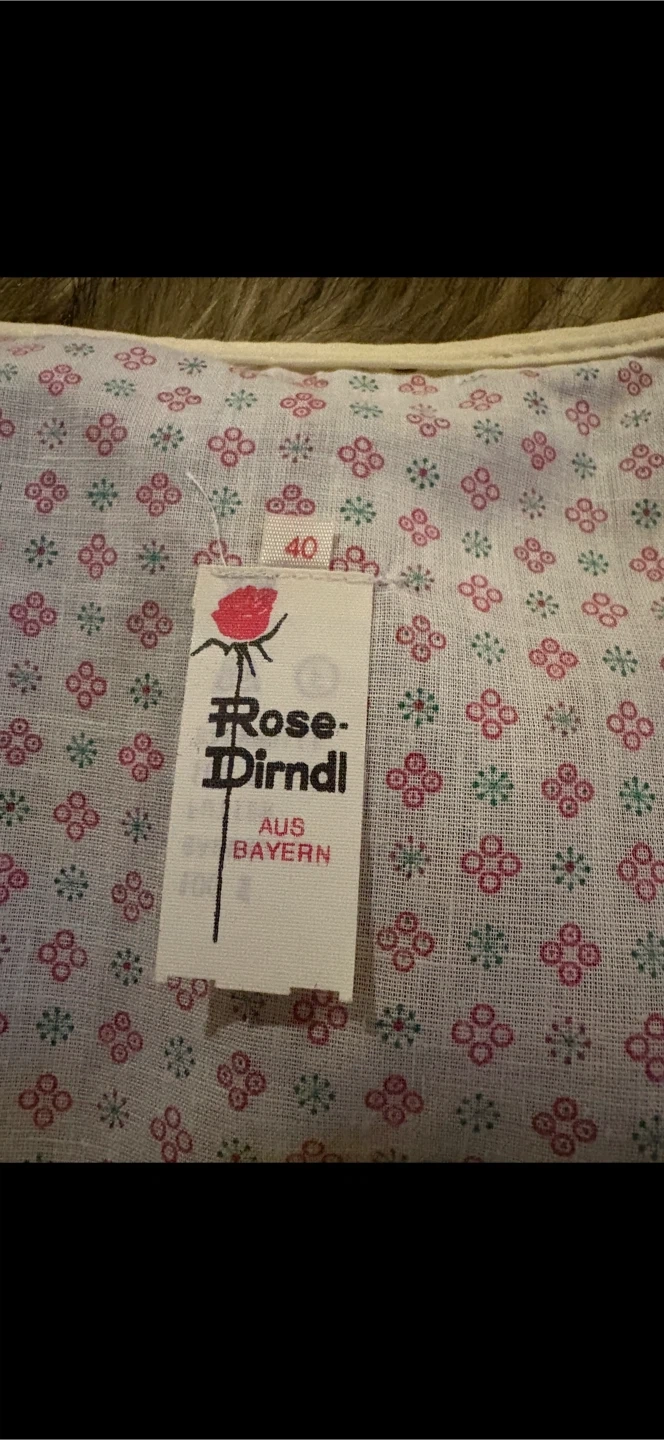 40
Rose-
Dirndl
AUS
BAYERN